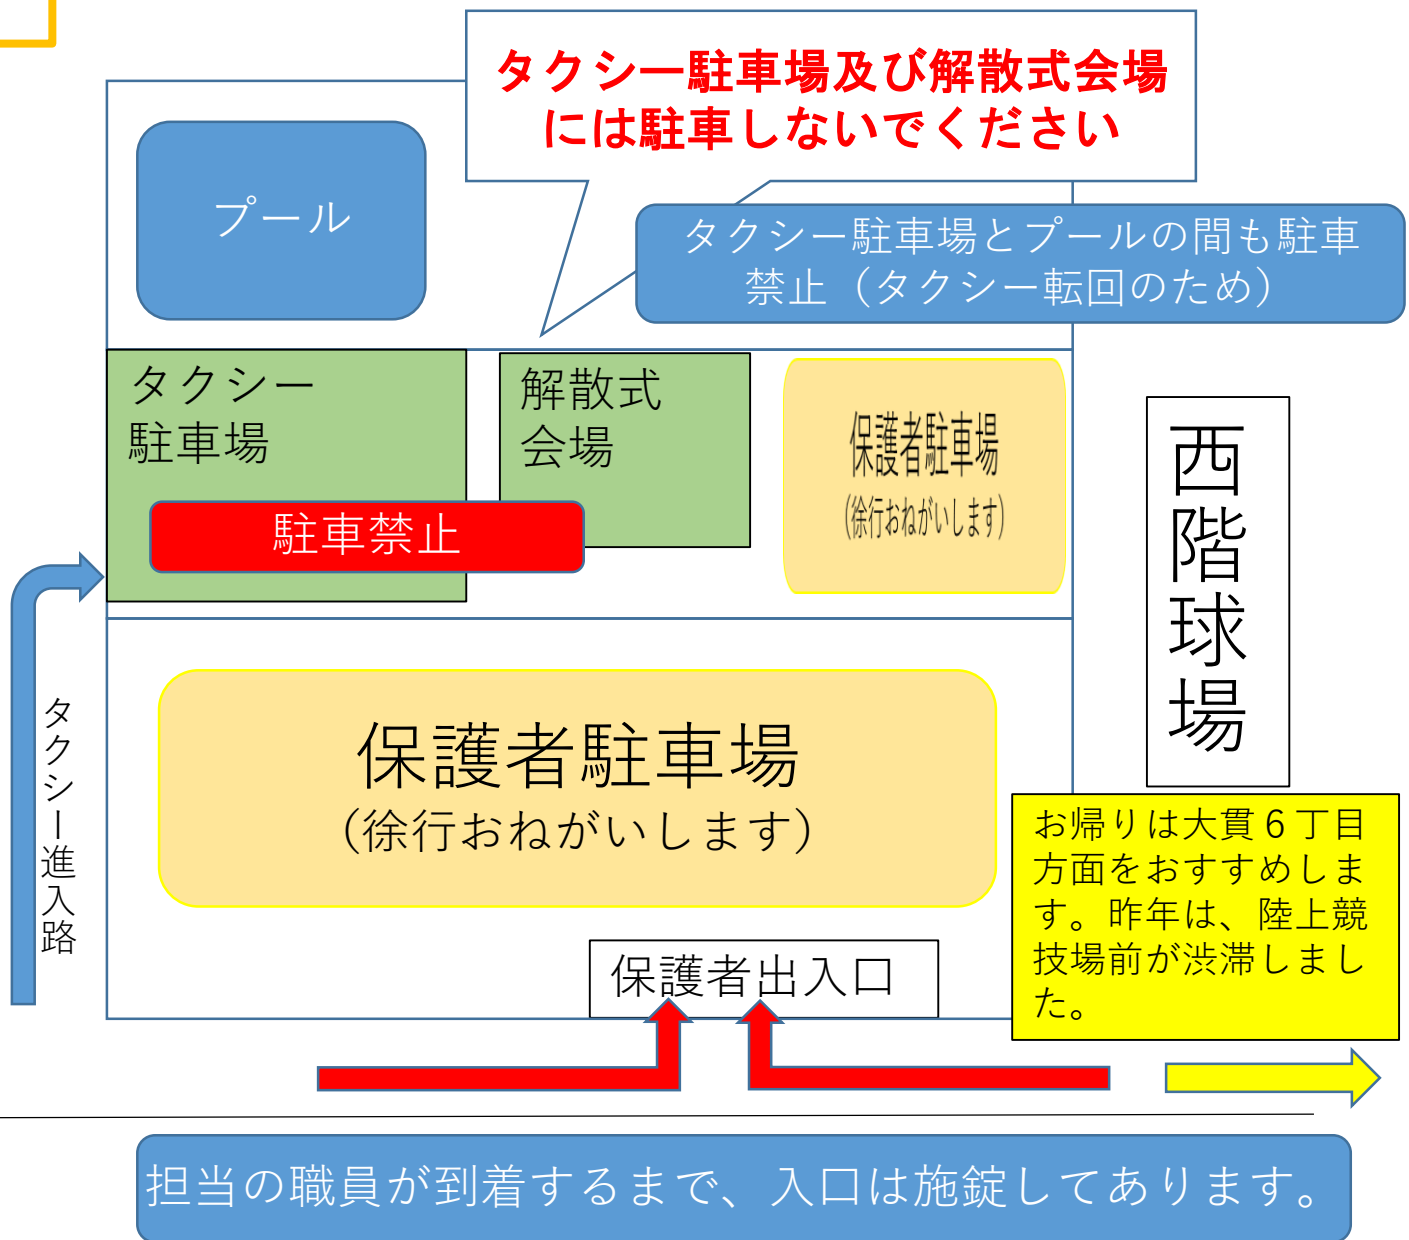 タクシー駐車場及び解散式会場
には駐車しないでください
プール
タクシー駐車場とプールの間も駐車
禁止（タクシー転回のため）
タクシー
駐車場
解散式
会場
保護者駐車場
(徐行おねがいします)
駐車禁止
西階球場
タクシー進入路
保護者駐車場
（徐行おねがいします）
お帰りは大貫６丁目
方面をおすすめしま
す。昨年は、陸上競
技場前が渋滞しまし
た。
保護者出入口
担当の職員が到着するまで、入口は施錠してあります。